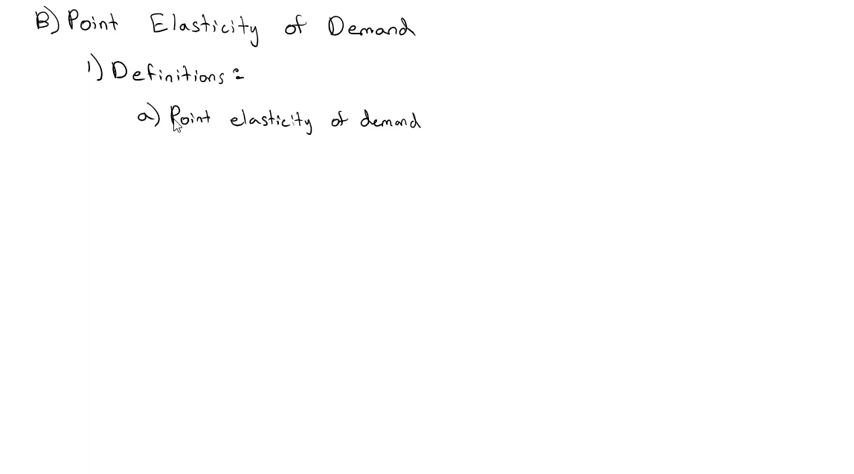 B) Point Elasticity of Demand
1) Definitions:
a) Point elasticity of demand